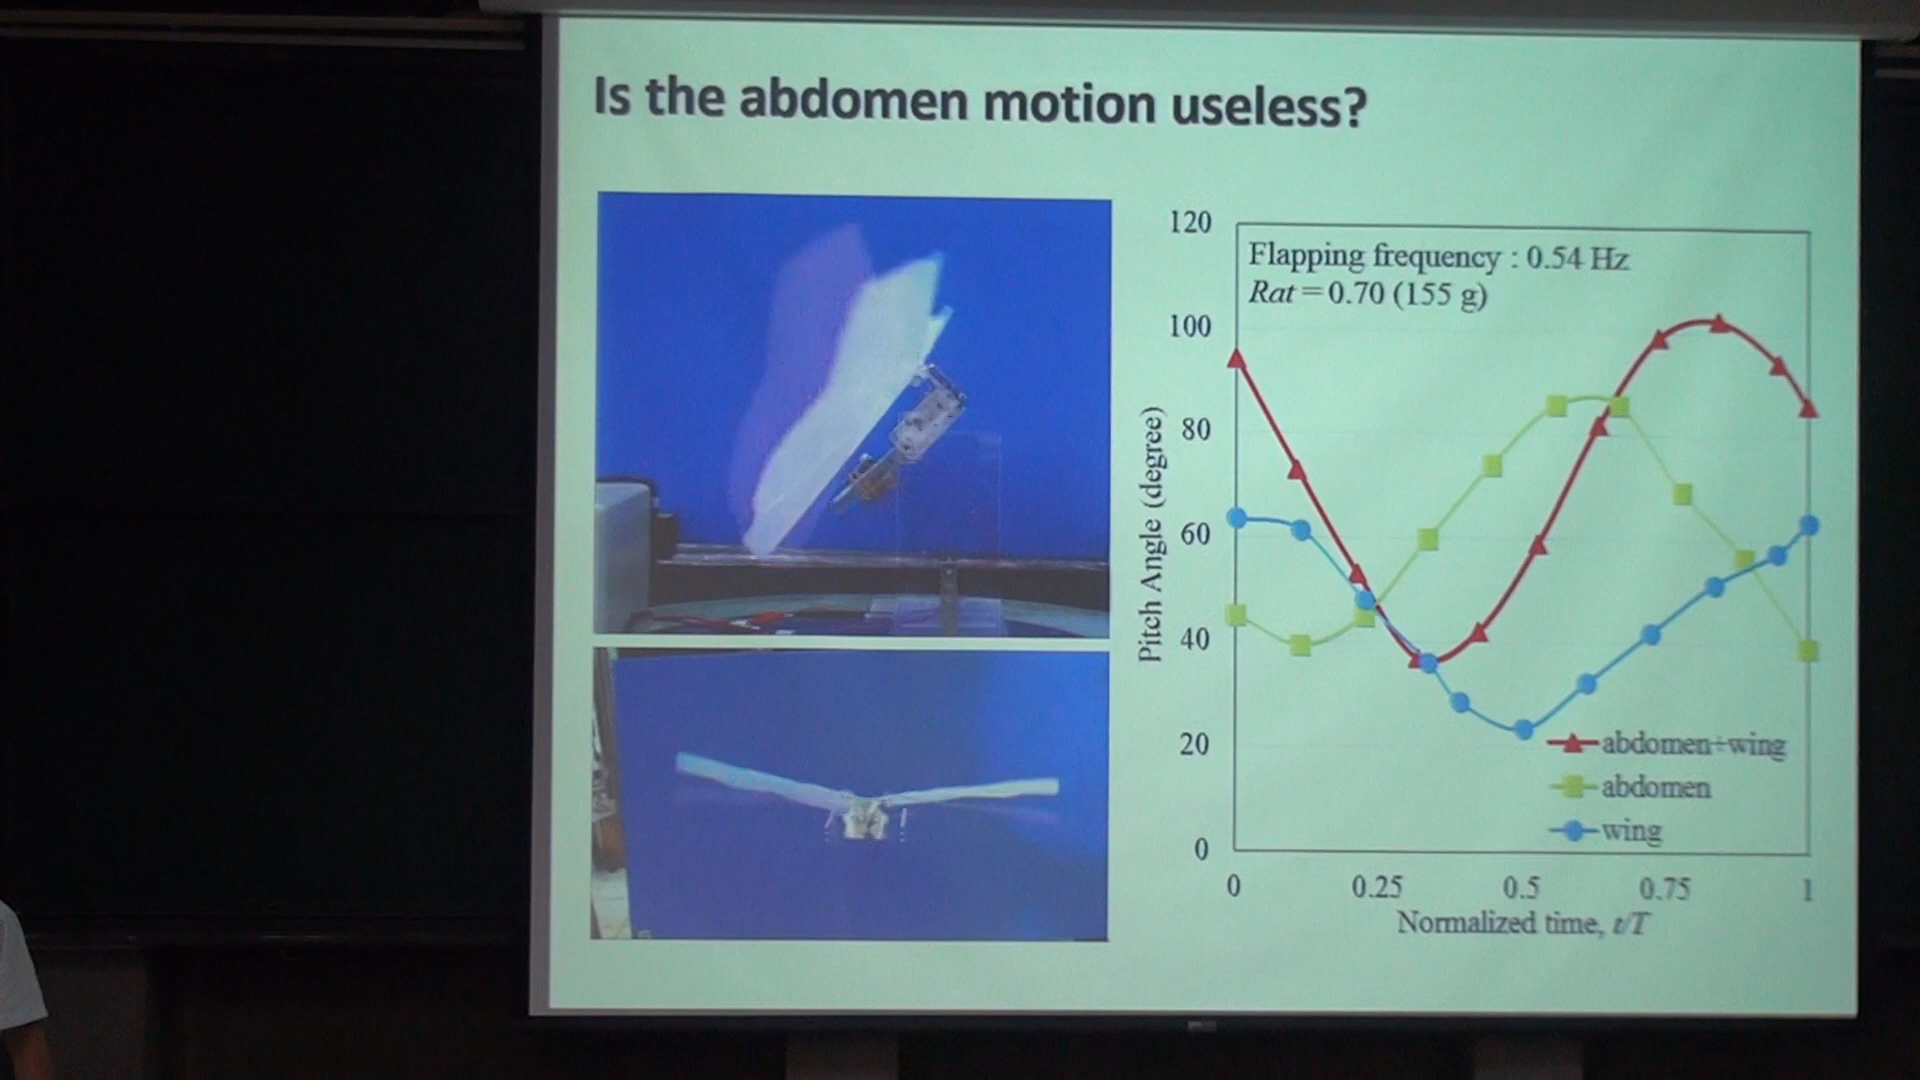 Is the abdomen motion useless?
120
Flapping frequency : 0.54 Hz
Rat = 0.70 (155 g)
100
80
60
40
20
0
Pitch Angle (degree)
abdomen+wing
abdomen
wing
0 0.25 0.5 0.75 1
Normalized time, t/T